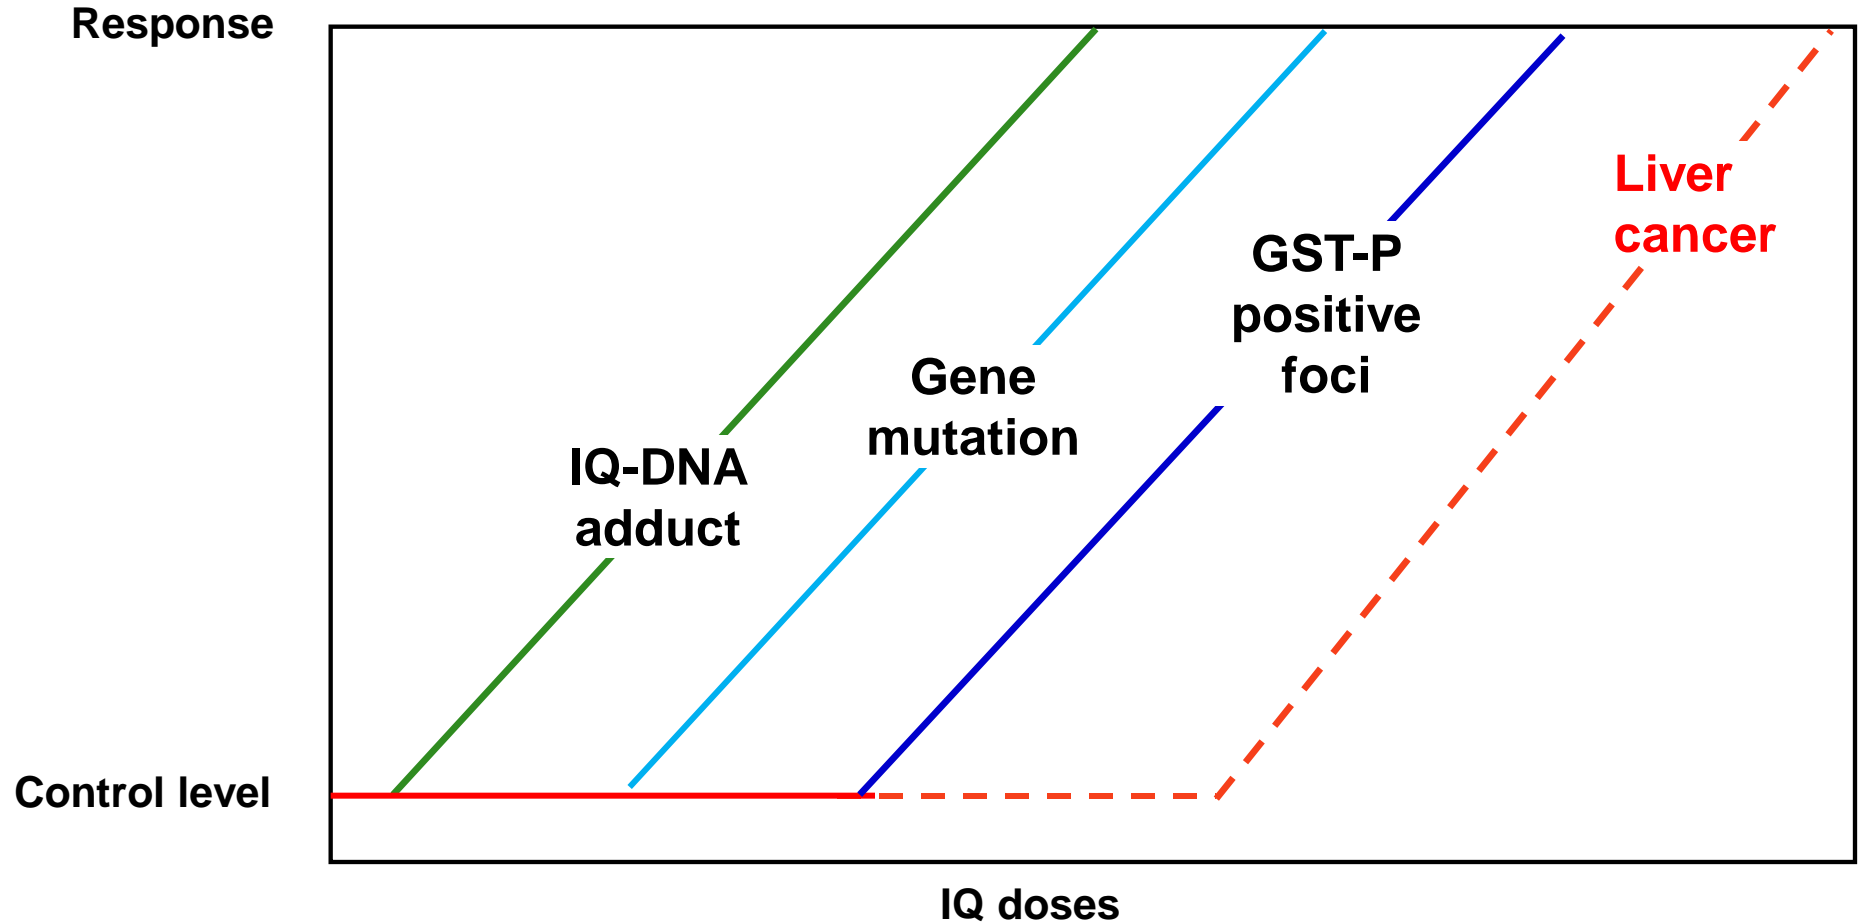 Response
Liver
cancer
GST-P
positive
foci
Gene
mutation
IQ-DNA
adduct
Control level
IQ doses